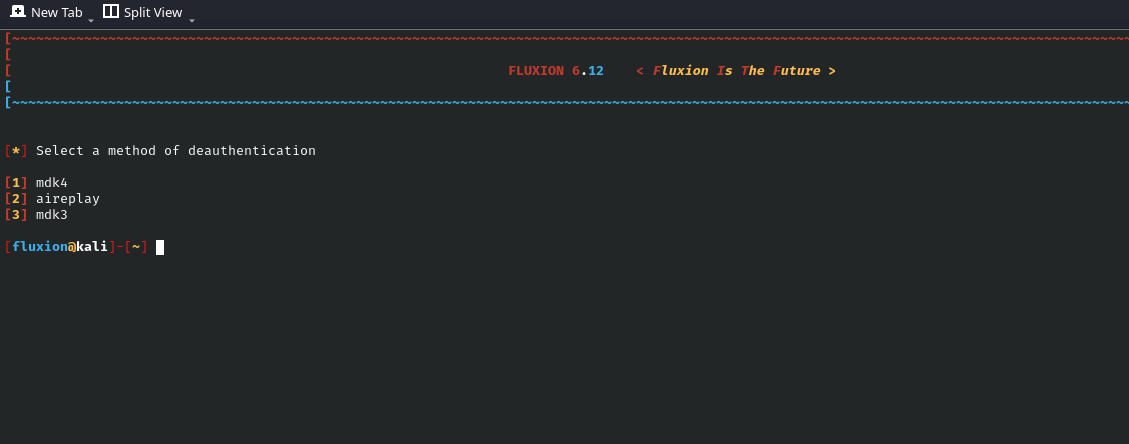 New Tab Split View
[~~~~~~~~~~~~~~~~~~~~~~~~~~~~~~~~~~~~~~~~~~~~~~~~~~~~~~~~~~~~~~~~~~~~~~~~~~~~~~~~~~~~~~~~~~~~~~~~~~~~~~~~~~~~~~~~~~~~~~~~~~~~~~~~~~~~~~~~~~~~
[
[ FLUXION 6.12 < Fluxion Is The Future >
[
[~~~~~~~~~~~~~~~~~~~~~~~~~~~~~~~~~~~~~~~~~~~~~~~~~~~~~~~~~~~~~~~~~~~~~~~~~~~~~~~~~~~~~~~~~~~~~~~~~~~~~~~~~~~~~~~~~~~~~~~~~~~~~~~~~~~~~~~~~~~~
[*] Select a method of deauthentication
[1] mdk4
[2] aireplay
[3] mdk3
[fluxion@kali]-[~]